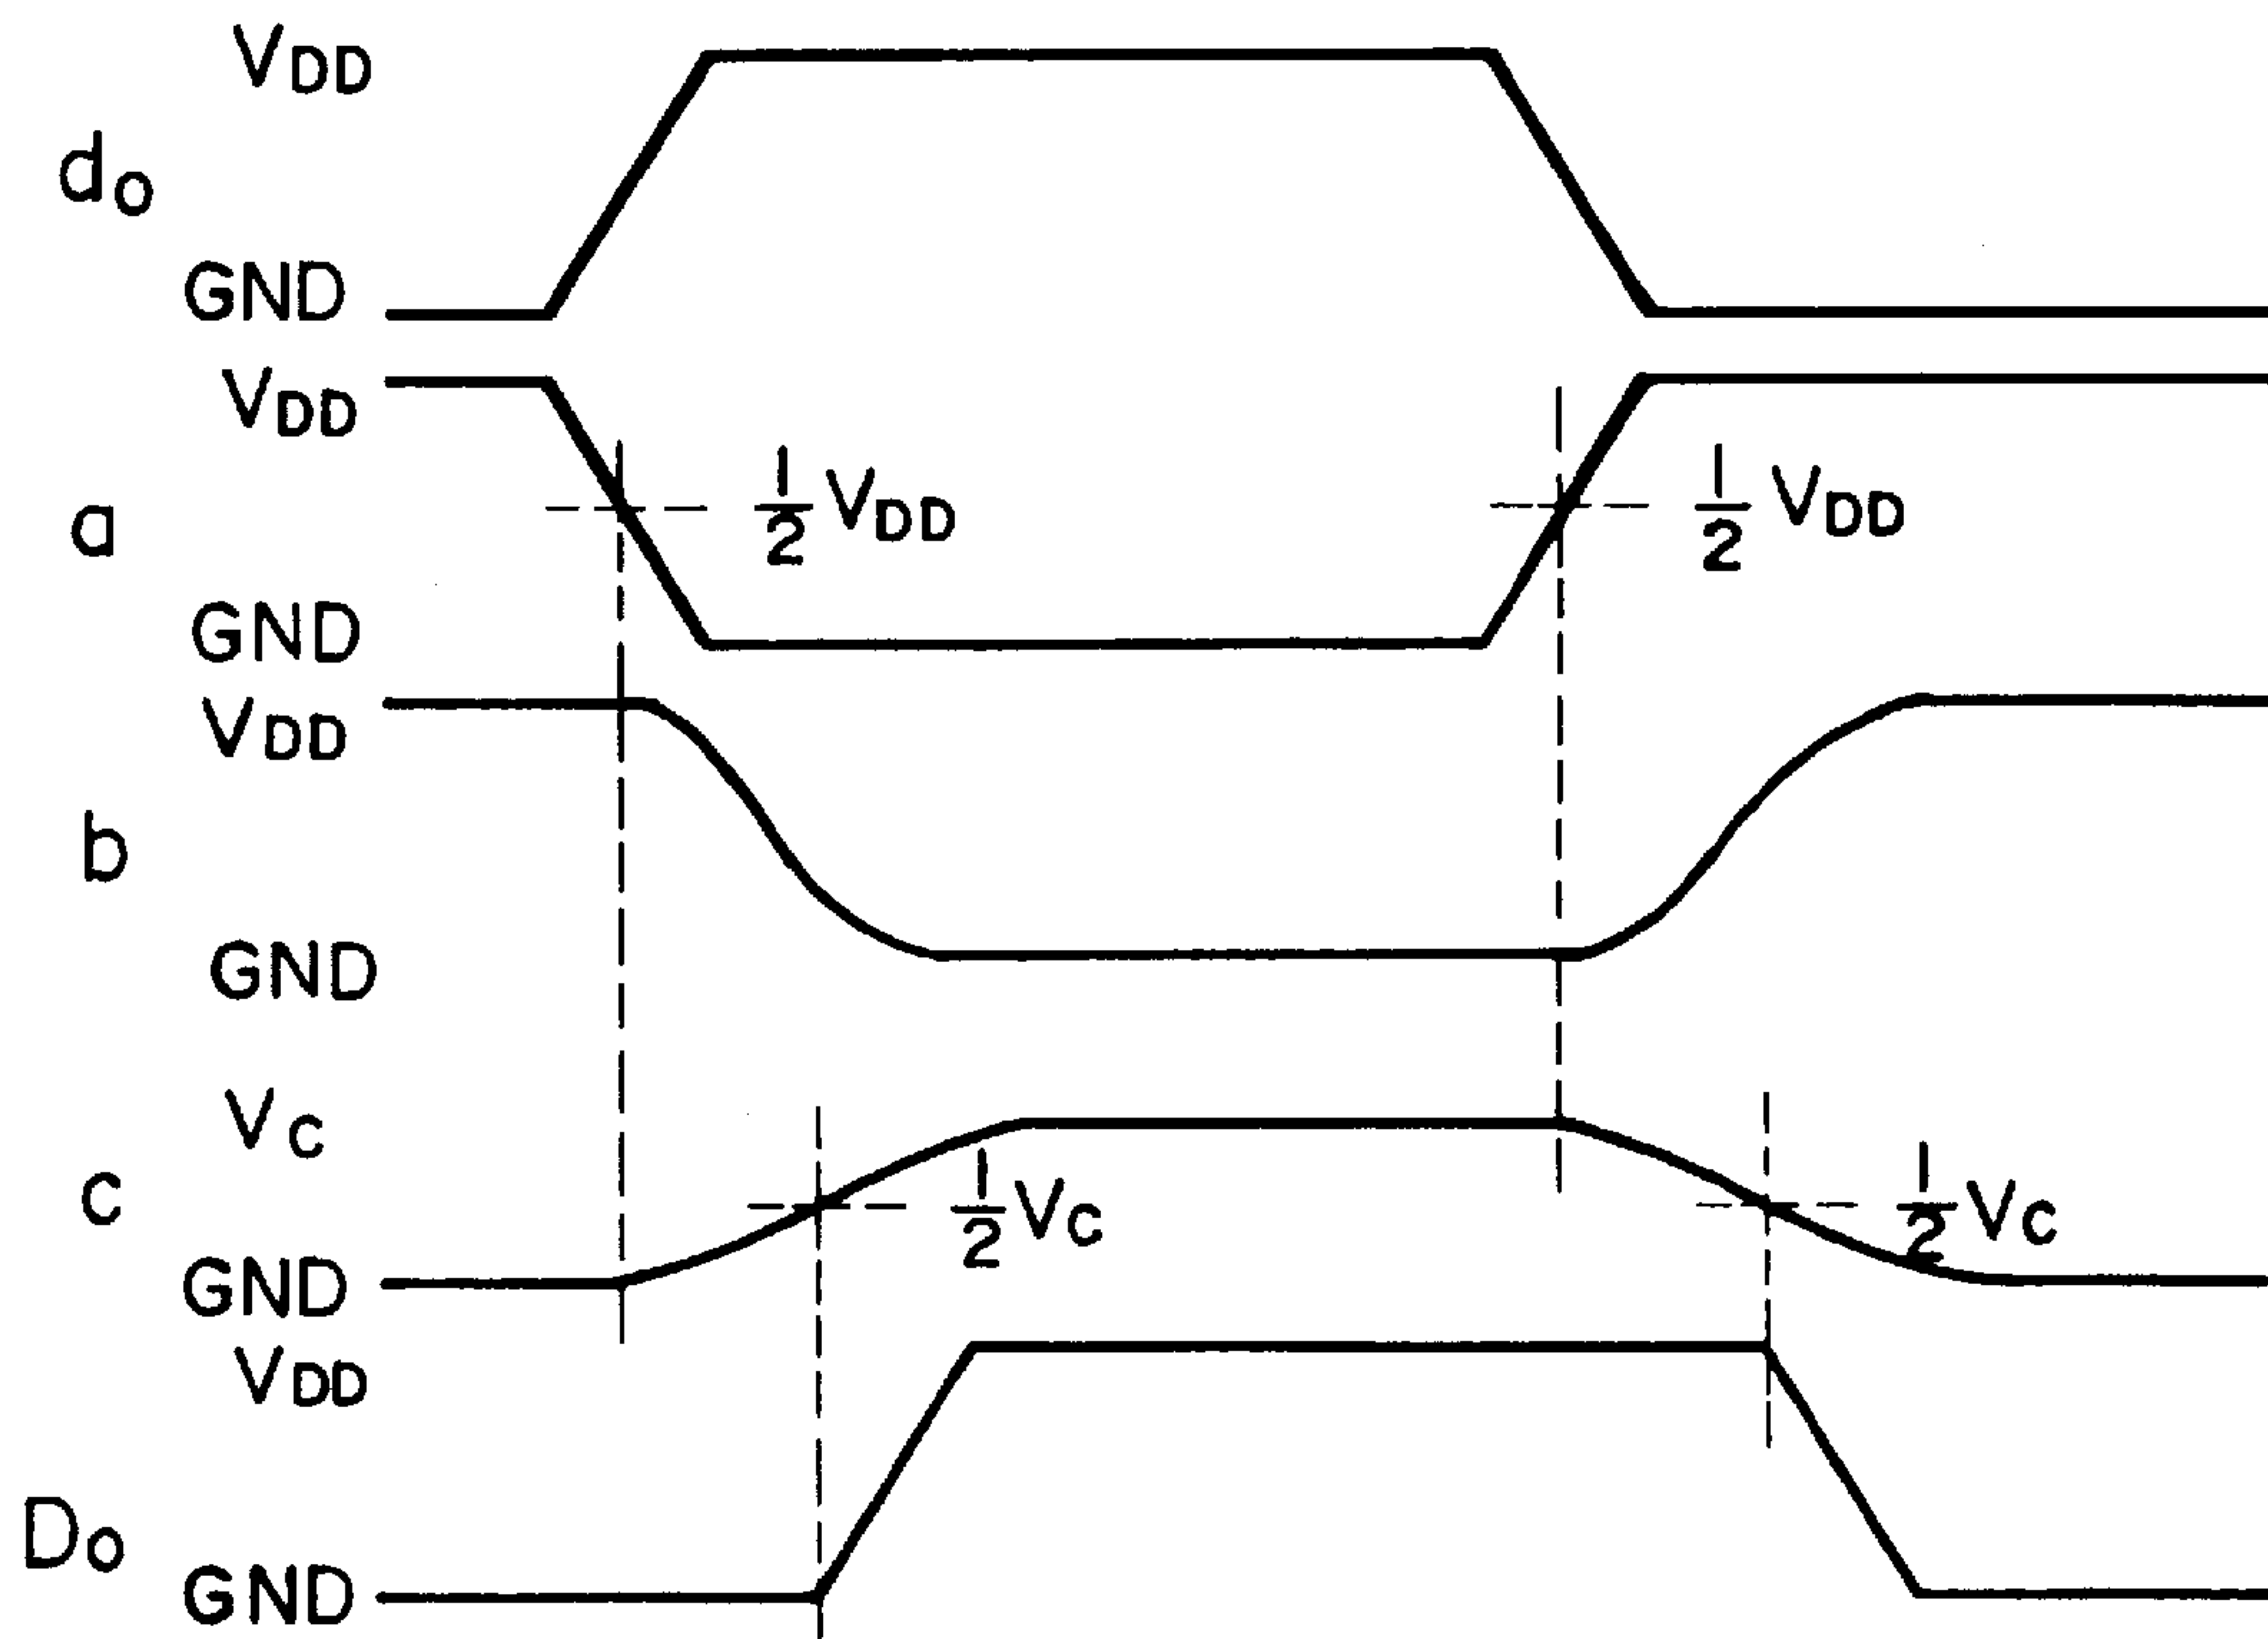 VDD
do
GND
VDD
1/2 VDD
1/2 VDD
a
GND
VDD
b
GND
Vc
c
1/2 Vc
1/2 Vc
GND
VDD
Do
GND